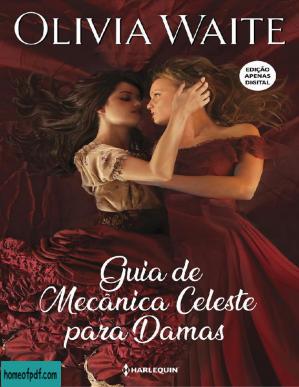 OLIVIA WAITE
EDIÇÃO
APENAS
DIGITAL
Guia de
Mecânica Celeste
para Damas
HARLEQUIN
homeofpdf.com